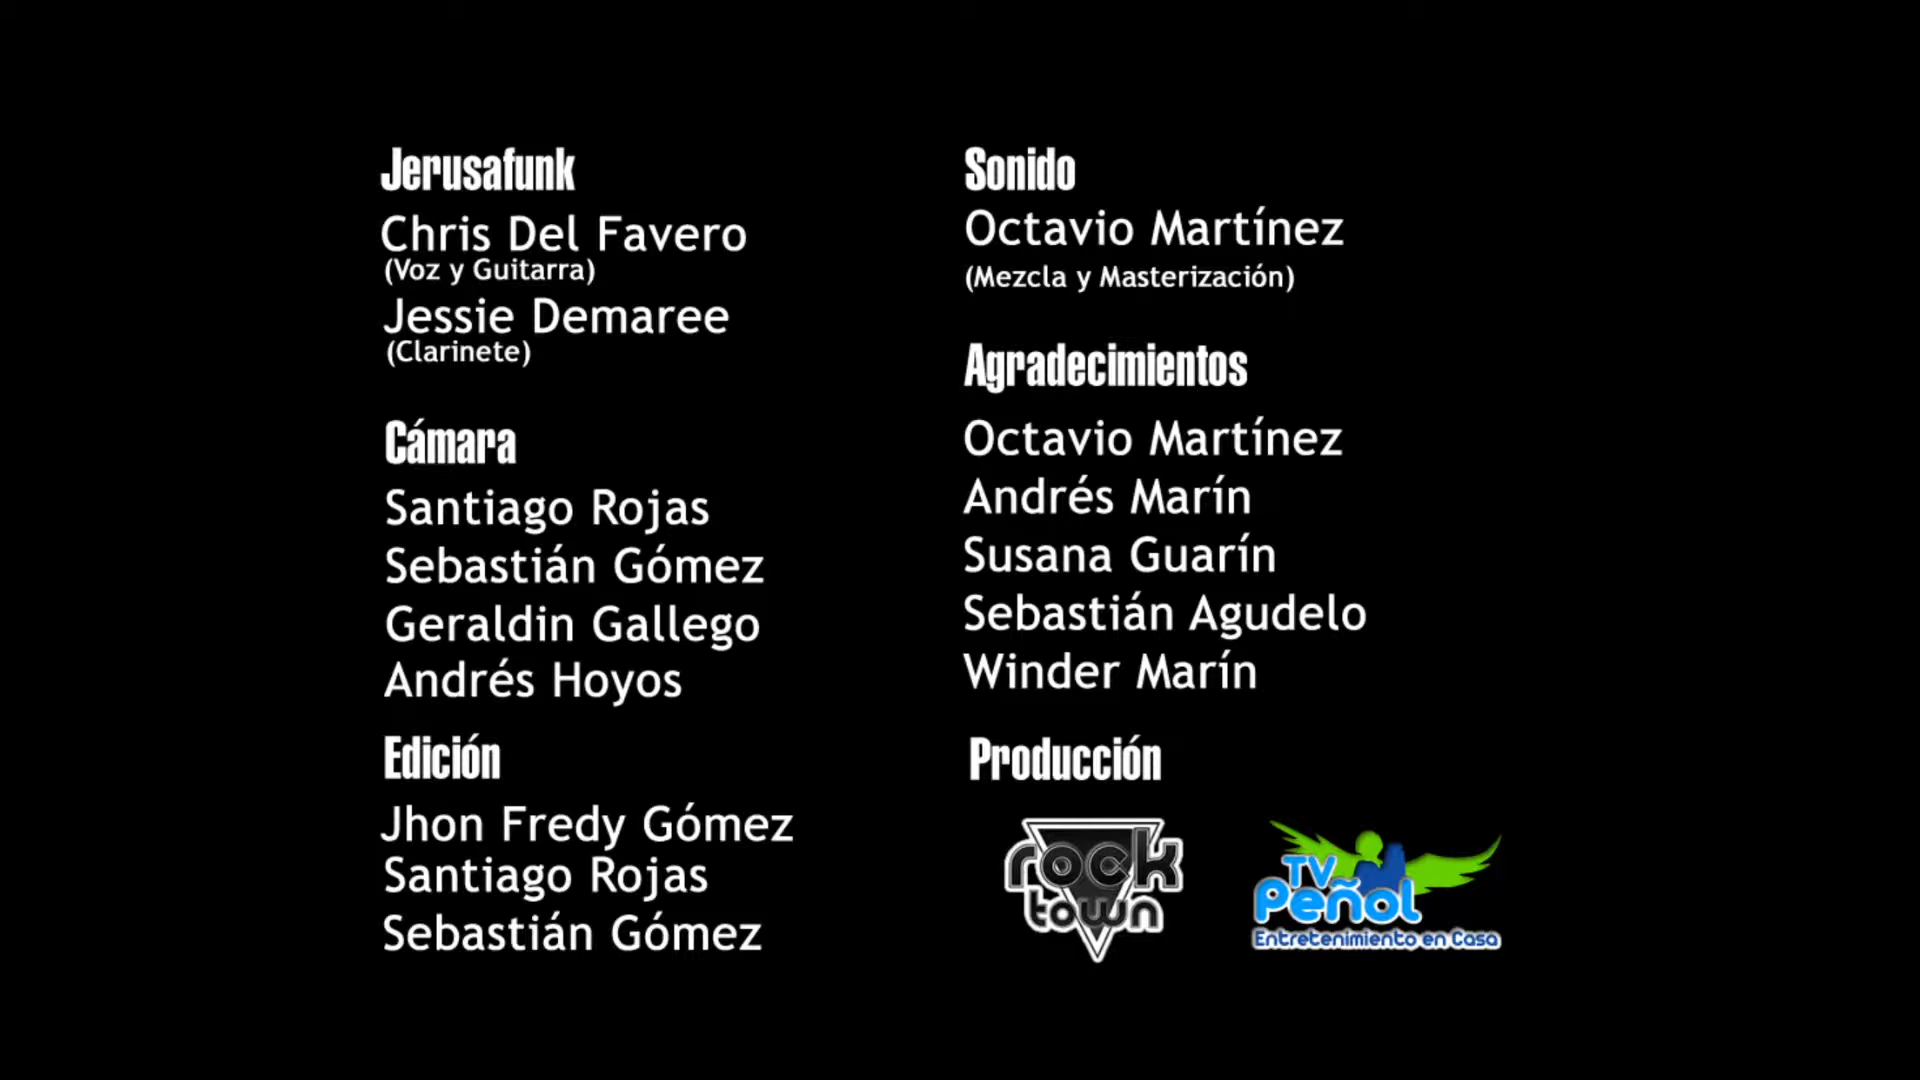 Jerusafunk
Chris Del Favero
(Voz y Guitarra)
Jessie Demaree
(Clarinete)
Cámara
Santiago Rojas
Sebastián Gómez
Geraldin Gallego
Andrés Hoyos
Edición
Jhon Fredy Gómez
Santiago Rojas
Sebastián Gómez
Sonido
Octavio Martínez
(Mezcla y Masterización)
Agradecimientos
Octavio Martínez
Andrés Marín
Susana Guarín
Sebastián Agudelo
Winder Marín
Producción
rock
town
TV
Peñol
Entretenimiento en Casa